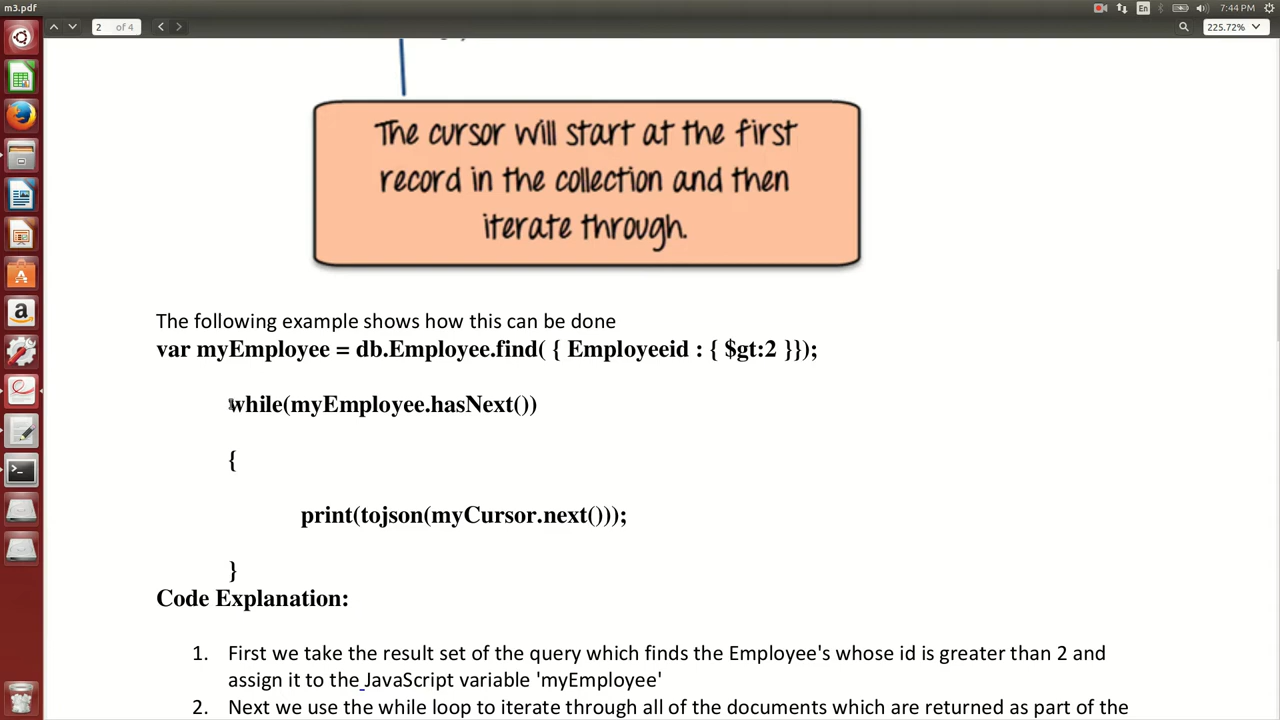 m3.pdf
En
7:44 PM
2 of 4
225.72%
The cursor will start at the first
record in the collection and then
iterate through.
The following example shows how this can be done
var myEmployee = db.Employee.find( { Employeeid : { $gt:2 }});
while(myEmployee.hasNext())
{
print(tojson(myCursor.next()));
}
Code Explanation:
1. First we take the result set of the query which finds the Employee's whose id is greater than 2 and
assign it to the JavaScript variable 'myEmployee'
2. Next we use the while loop to iterate through all of the documents which are returned as part of the